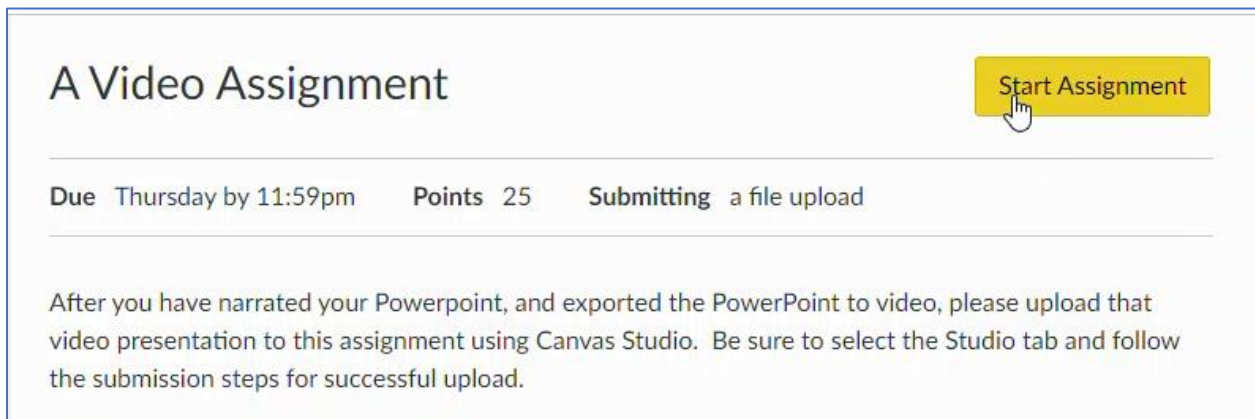 A Video Assignment
Start Assignment
Due Thursday by 11:59pm Points 25 Submitting a file upload
After you have narrated your Powerpoint, and exported the PowerPoint to video, please upload that
video presentation to this assignment using Canvas Studio. Be sure to select the Studio tab and follow
the submission steps for successful upload.